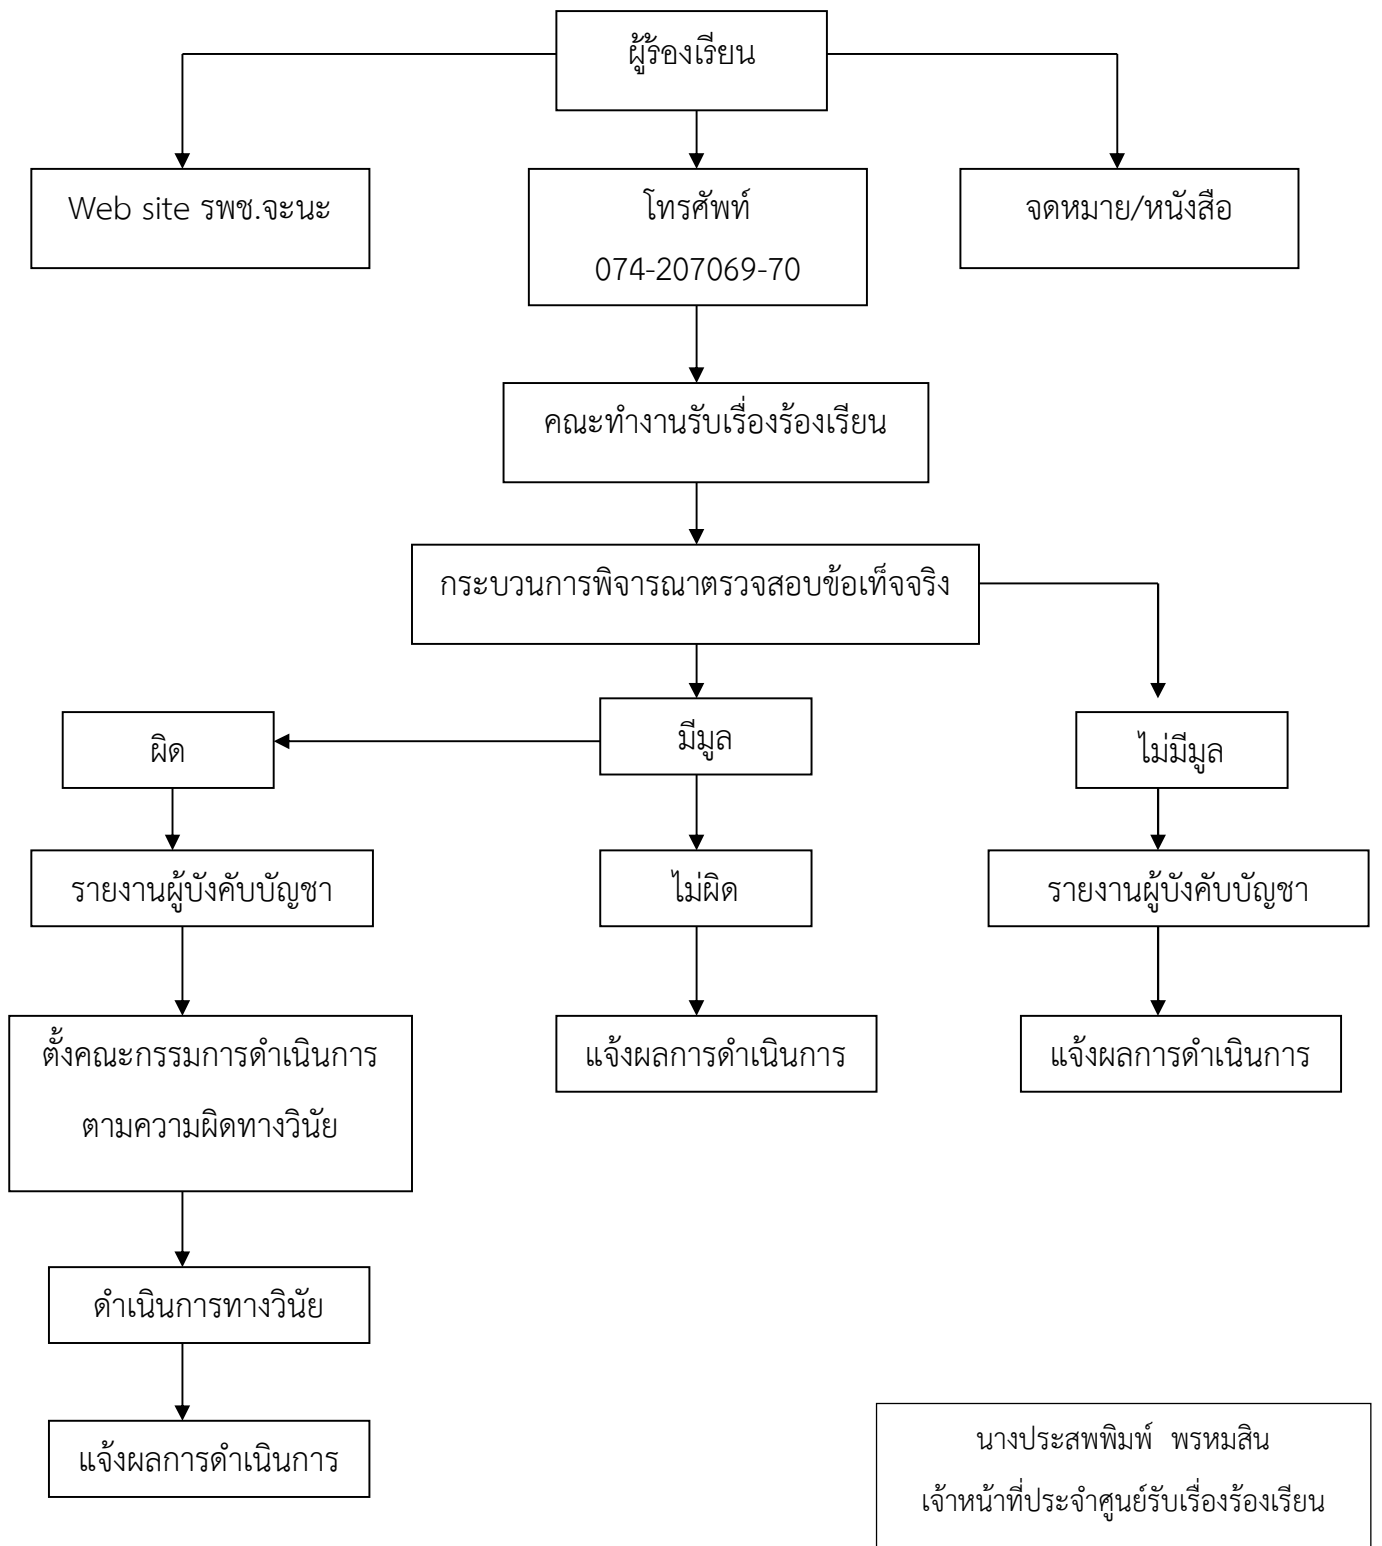 ผู้ร้องเรียน
Web site รพช.จะนะ
โทรศัพท์
074-207069-70
จดหมาย/หนังสือ
คณะทำงานรับเรื่องร้องเรียน
กระบวนการพิจารณาตรวจสอบข้อเท็จจริง
ผิด
มีมูล
ไม่มีมูล
รายงานผู้บังคับบัญชา
ไม่ผิด
รายงานผู้บังคับบัญชา
ตั้งคณะกรรมการดำเนินการ
ตามความผิดทางวินัย
แจ้งผลการดำเนินการ
แจ้งผลการดำเนินการ
ดำเนินการทางวินัย
แจ้งผลการดำเนินการ
นางประสพพิมพ์ พรหมสิน
เจ้าหน้าที่ประจำศูนย์รับเรื่องร้องเรียน